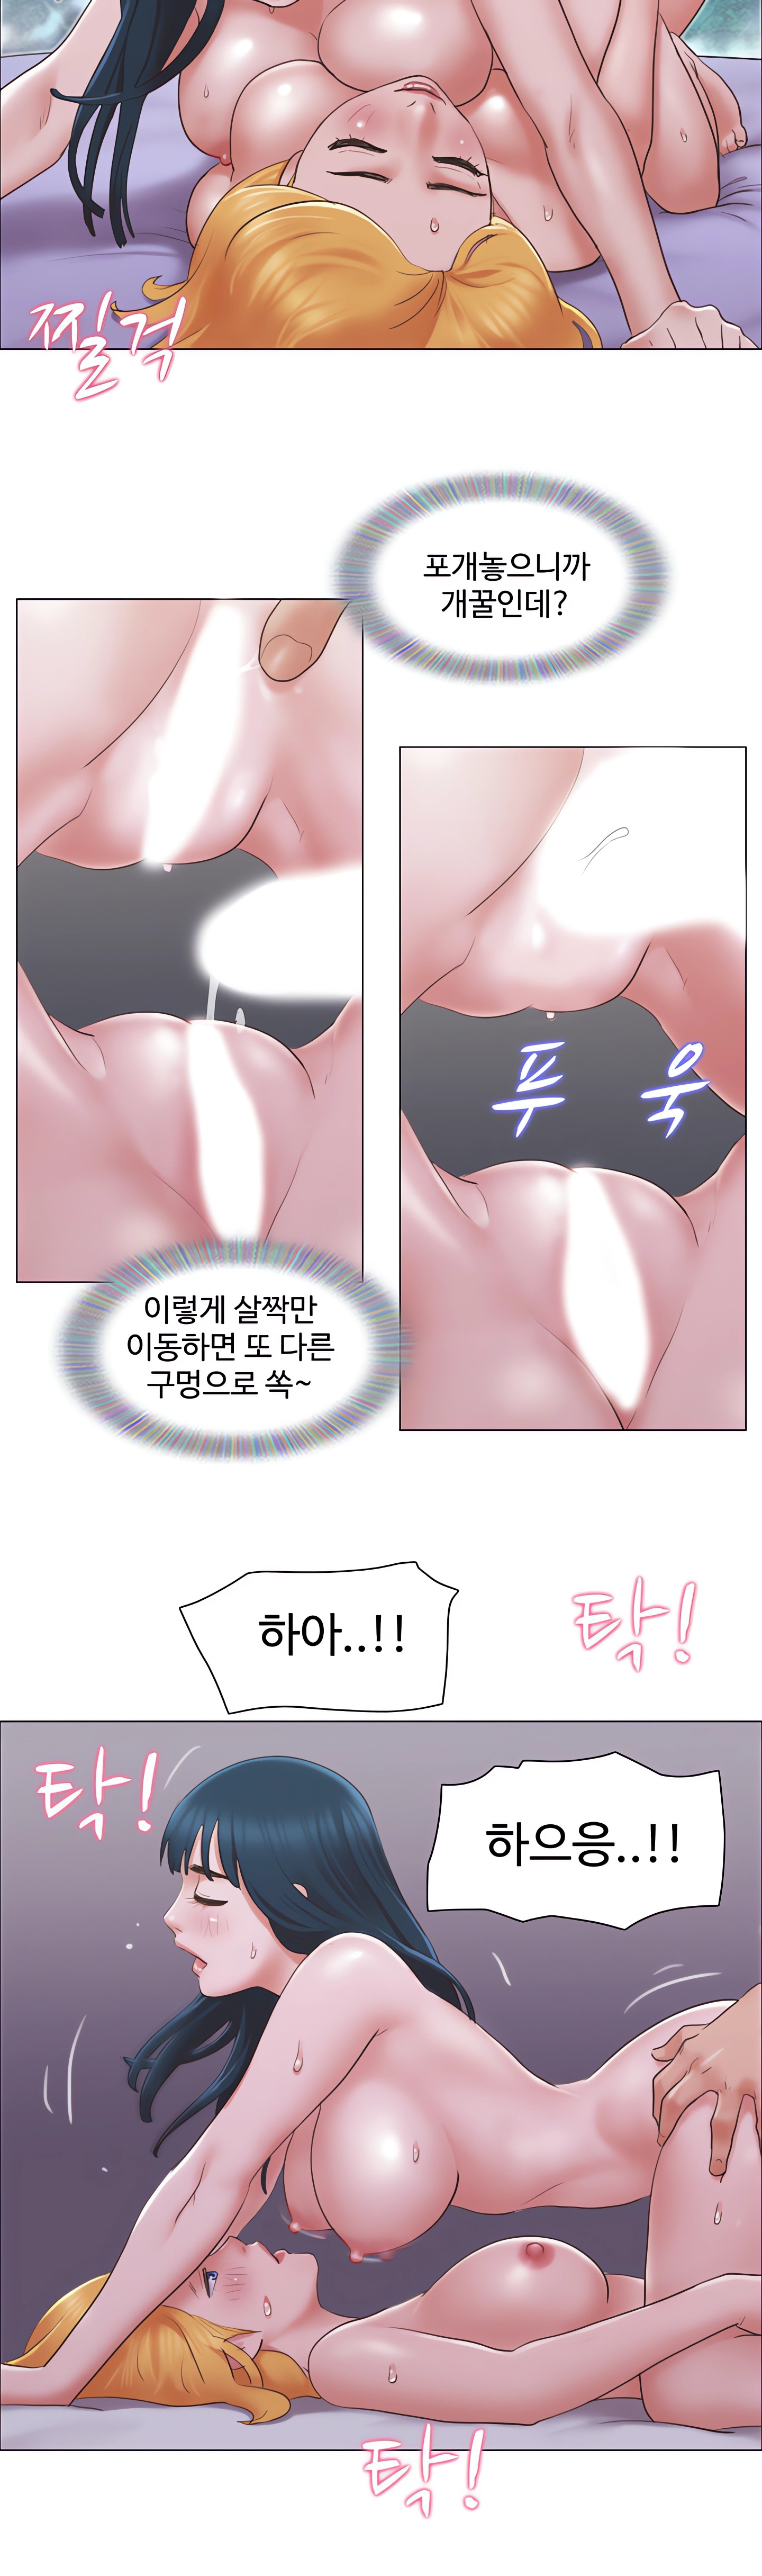 찔걱
포개놓으니까
개꿀인데?
푸욱
이렇게 살짝만
이동하면 또 다른
구멍으로 쏙~
하아..!!
탁!
탁!
하으응..!!
탁!